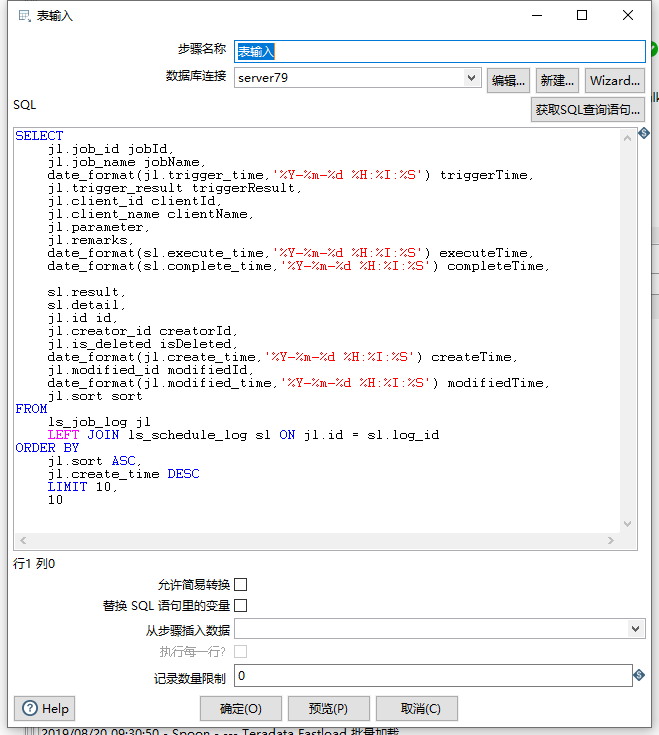 表输入
步骤名称 表输入
数据库连接 server79 编辑... 新建... Wizard...
SQL 获取SQL查询语句...
SELECT
jl.job_id jobId,
jl.job_name jobName,
date_format(jl.trigger_time,'%Y-%m-%d %H:%I:%S') triggerTime,
jl.trigger_result triggerResult,
jl.client_id clientId,
jl.client_name clientName,
jl.parameter,
jl.remarks,
date_format(sl.execute_time,'%Y-%m-%d %H:%I:%S') executeTime,
date_format(sl.complete_time,'%Y-%m-%d %H:%I:%S') completeTime,
sl.result,
sl.detail,
jl.id id,
jl.creator_id creatorId,
jl.is_deleted isDeleted,
date_format(jl.create_time,'%Y-%m-%d %H:%I:%S') createTime,
jl.modified_id modifiedId,
date_format(jl.modified_time,'%Y-%m-%d %H:%I:%S') modifiedTime,
jl.sort sort
FROM
ls_job_log jl
LEFT JOIN ls_schedule_log sl ON jl.id = sl.log_id
ORDER BY
jl.sort ASC,
jl.create_time DESC
LIMIT 10,
10
行1 列0
允许简易转换
替换 SQL 语句里的变量
从步骤插入数据
执行每一行?
记录数量限制 0
Help 确定(O) 预览(P) 取消(C)
2019/08/20 09:30:50 - Spoon - --- Teradata Fastload 批量加载